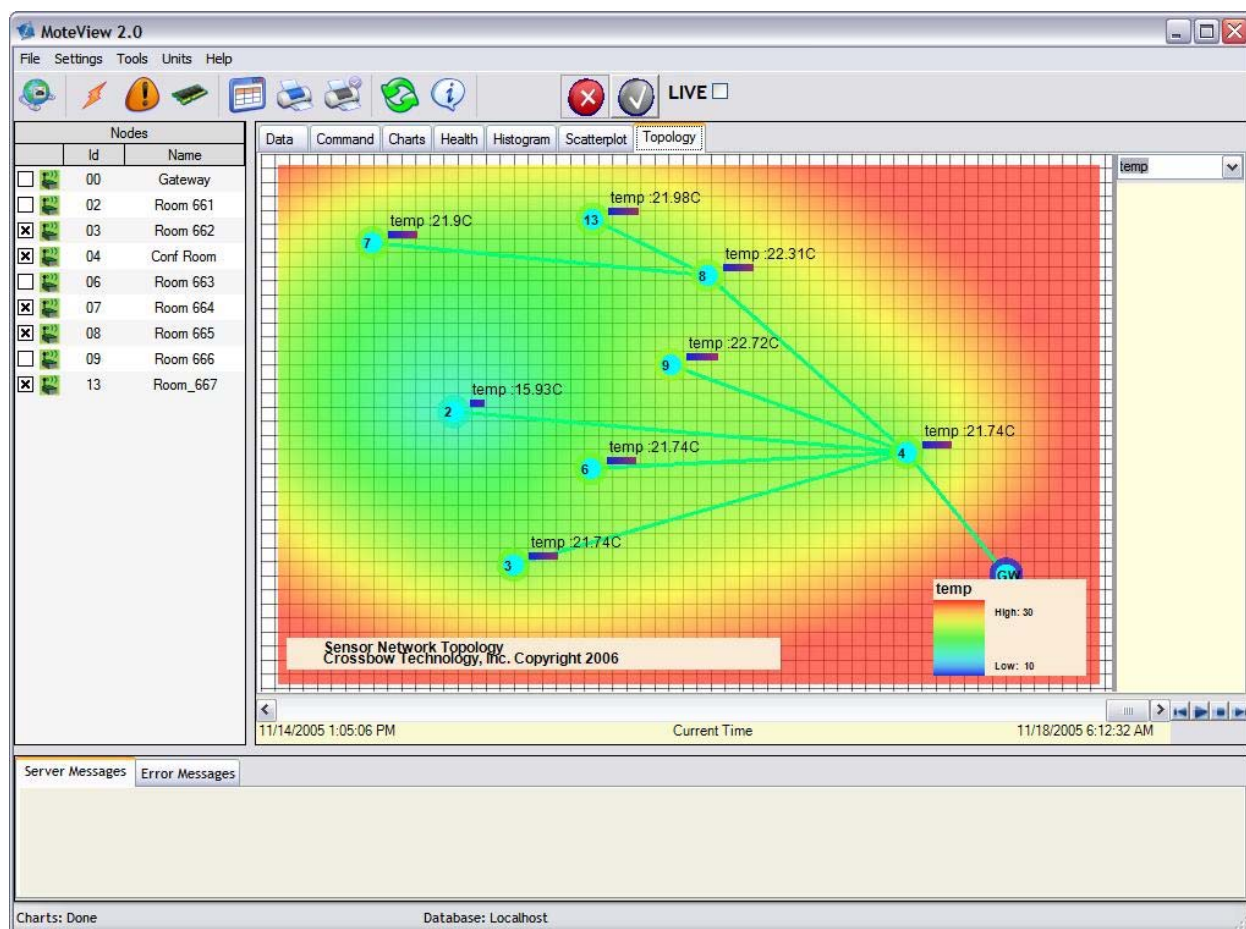 MoteView 2.0
File Settings Tools Units Help
LIVE
Nodes
Id Name
00 Gateway
02 Room 661
03 Room 662
04 Conf Room
06 Room 663
07 Room 664
08 Room 665
09 Room 666
13 Room_667
Data Command Charts Health Histogram Scatterplot Topology
temp
temp :21.98C
13
temp :21.9C
7
temp :22.31C
8
temp :22.72C
9
temp :15.93C
2
temp :21.74C
4
temp :21.74C
6
temp :21.74C
3
GW
temp
High: 30
Low: 10
Sensor Network Topology
Crossbow Technology, Inc. Copyright 2006
11/14/2005 1:05:06 PM Current Time 11/18/2005 6:12:32 AM
Server Messages Error Messages
Charts: Done Database: Localhost